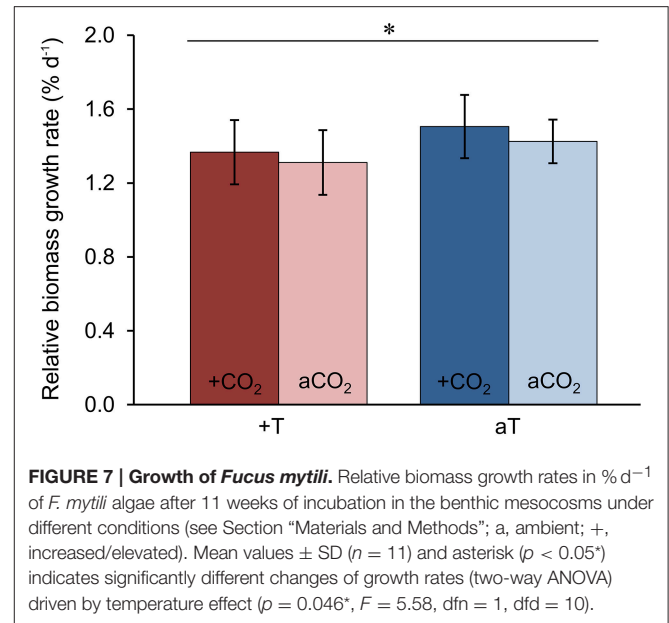 Relative biomass growth rate (% d⁻¹)
2.0
1.6
1.2
0.8
0.4
0.0
*
+CO₂ aCO₂ +CO₂ aCO₂
+T aT
FIGURE 7 | Growth of Fucus mytili. Relative biomass growth rates in % d⁻¹
of F. mytili algae after 11 weeks of incubation in the benthic mesocosms under
different conditions (see Section “Materials and Methods”; a, ambient; +,
increased/elevated). Mean values ± SD (n = 11) and asterisk (p < 0.05*)
indicates significantly different changes of growth rates (two-way ANOVA)
driven by temperature effect (p = 0.046*, F = 5.58, dfn = 1, dfd = 10).